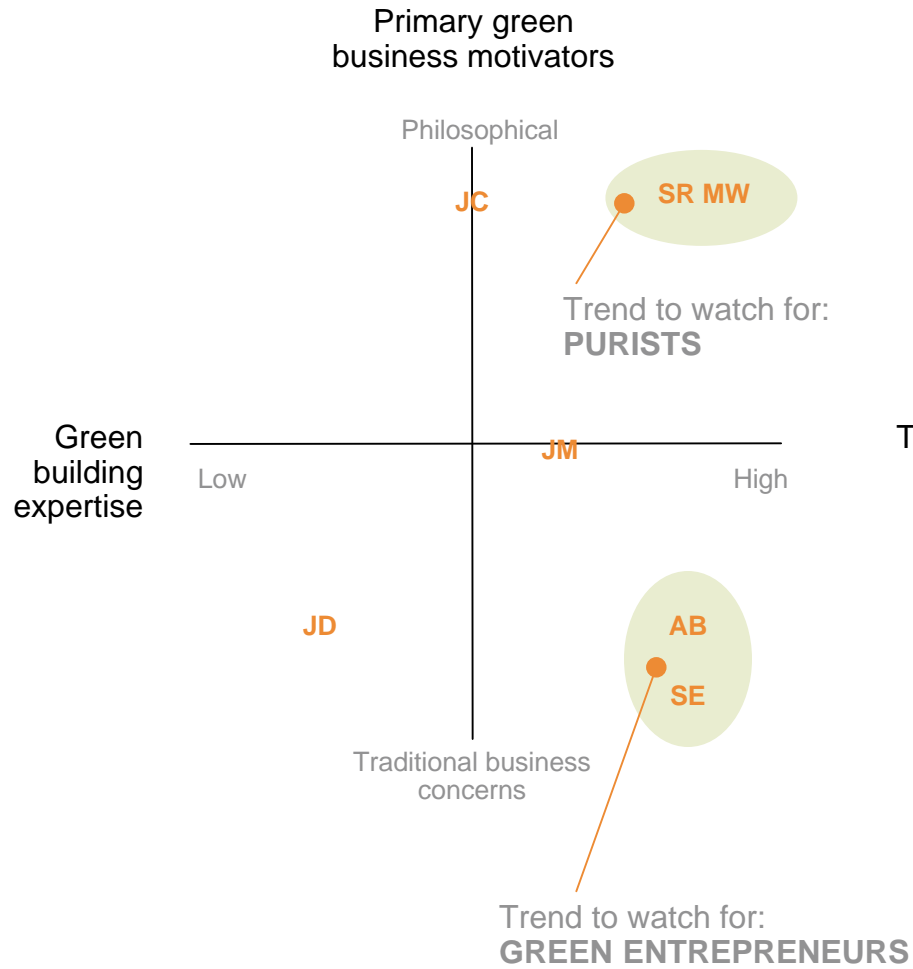 Primary green
business motivators
Philosophical
JC
SR MW
Trend to watch for:
PURISTS
Green
building
expertise
Low
JM
High
T
JD
AB
SE
Traditional business
concerns
Trend to watch for:
GREEN ENTREPRENEURS